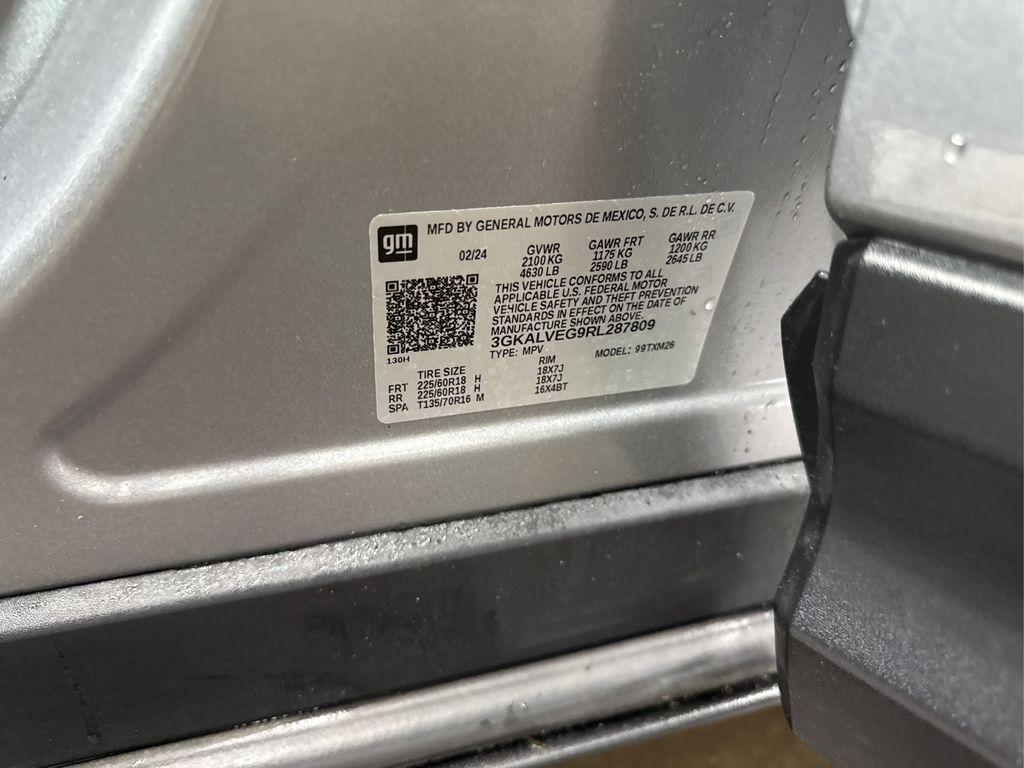 gm
MFD BY GENERAL MOTORS DE MEXICO, S. DE R.L. DE C.V.
02/24 GVWR GAWR FRT GAWR RR
2100 KG 1175 KG 1200 KG
4630 LB 2590 LB 2645 LB
THIS VEHICLE CONFORMS TO ALL
APPLICABLE U.S. FEDERAL MOTOR
VEHICLE SAFETY AND THEFT PREVENTION
STANDARDS IN EFFECT ON THE DATE OF
MANUFACTURE SHOWN ABOVE.
3GKALVEG9RL287809
TYPE: MPV MODEL: 99TXM26
130H
TIRE SIZE RIM
FRT 225/60R18 H 18X7J
RR 225/60R18 H 18X7J
SPA T135/70R16 M 16X4BT